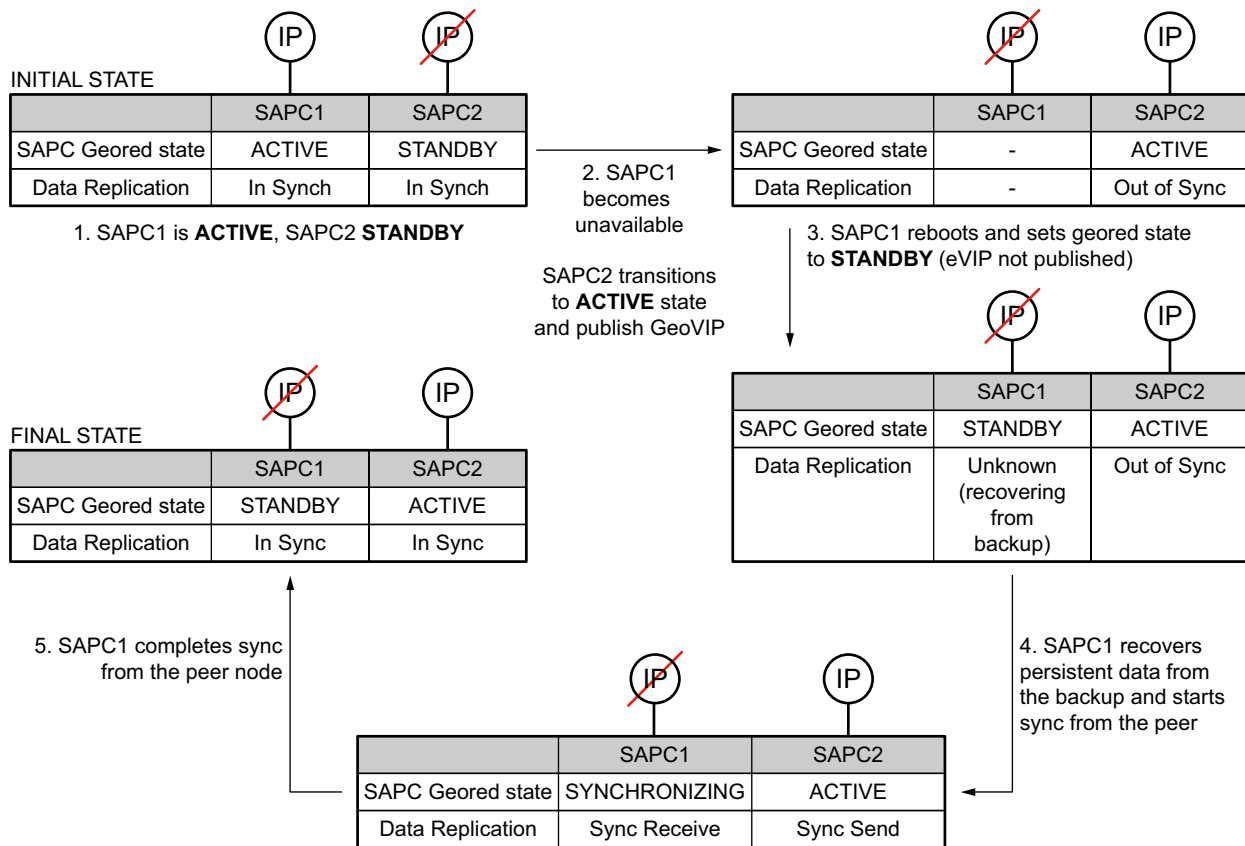 IP
IP
INITIAL STATE
SAPC1 SAPC2
SAPC Geored state ACTIVE STANDBY
Data Replication In Synch In Synch
1. SAPC1 is ACTIVE, SAPC2 STANDBY
2. SAPC1
becomes
unavailable
SAPC2 transitions
to ACTIVE state
and publish GeoVIP
IP
IP
SAPC1 SAPC2
SAPC Geored state - ACTIVE
Data Replication - Out of Sync
3. SAPC1 reboots and sets geored state
to STANDBY (eVIP not published)
IP
IP
SAPC1 SAPC2
SAPC Geored state STANDBY ACTIVE
Data Replication Unknown Out of Sync
(recovering
from
backup)
4. SAPC1 recovers
persistent data from
the backup and starts
sync from the peer
IP
IP
SAPC1 SAPC2
SAPC Geored state SYNCHRONIZING ACTIVE
Data Replication Sync Receive Sync Send
5. SAPC1 completes sync
from the peer node
IP
IP
FINAL STATE
SAPC1 SAPC2
SAPC Geored state STANDBY ACTIVE
Data Replication In Sync In Sync